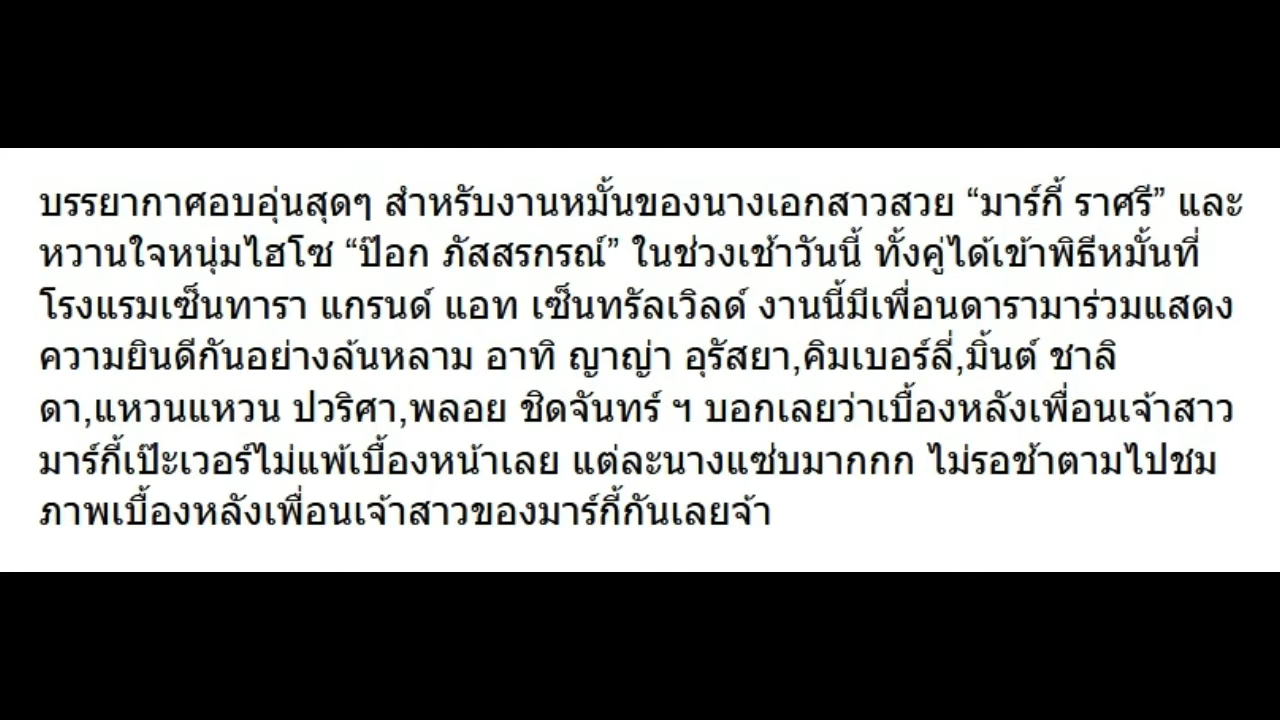 บรรยากาศอบอุ่นสุดๆ สำหรับงานหมั้นของนางเอกสาวสวย “มาร์กี้ ราศรี” และ
หวานใจหนุ่มไฮโซ “ป๊อก ภัสสรกรณ์” ในช่วงเช้าวันนี้ ทั้งคู่ได้เข้าพิธีหมั้นที่
โรงแรมเซ็นทารา แกรนด์ แอท เซ็นทรัลเวิลด์ งานนี้มีเพื่อนดารามาร่วมแสดง
ความยินดีกันอย่างล้นหลาม อาทิ ญาญ่า อุรัสยา,คิมเบอร์ลี่,มิ้นต์ ชาลิ
ดา,แหวนแหวน ปวริศา,พลอย ชิดจันทร์ ฯ บอกเลยว่าเบื้องหลังเพื่อนเจ้าสาว
มาร์กี้เป๊ะเวอร์ไม่แพ้เบื้องหน้าเลย แต่ละนางแซ่บมากกก ไม่รอช้าตามไปชม
ภาพเบื้องหลังเพื่อนเจ้าสาวของมาร์กี้กันเลยจ้า